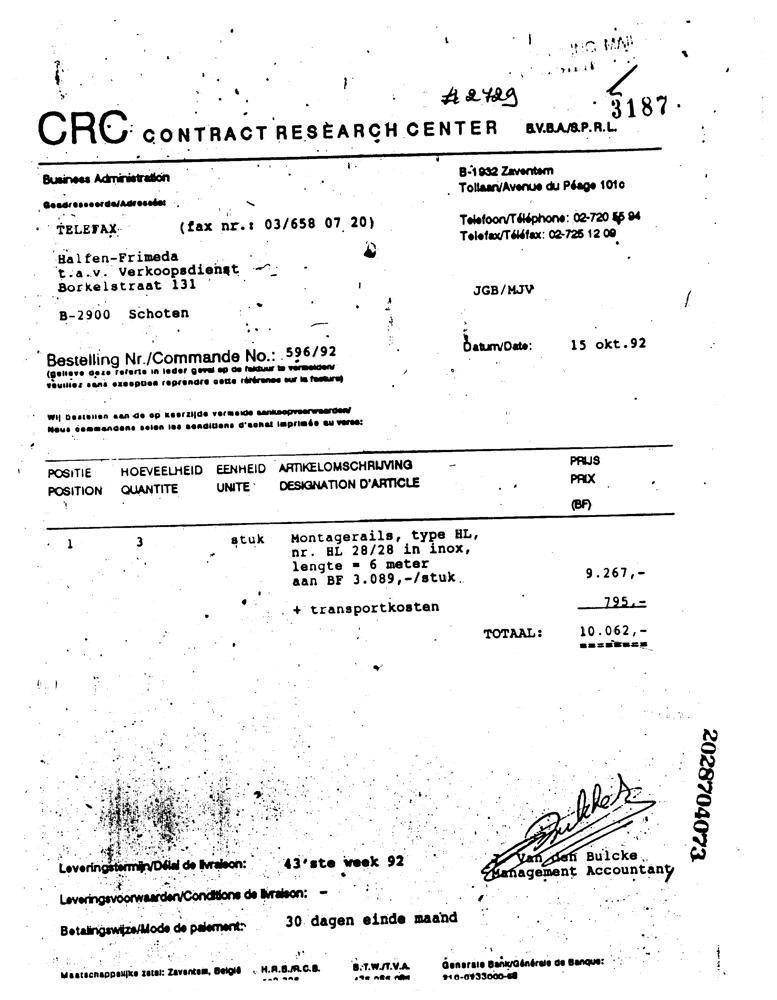 ING MAIL
# 2729
3187
CRC CONTRACT RESEARCH CENTER B.V.B.A/S.P.R.L.
Business Administration
B-1932 Zaventem
Tollaan/Avenue du Péage 101c
Geadresseerde/Adressée:
TELEFAX (fax nr.: 03/658 07 20)
Telefoon/Téléphone: 02-720 55 94
Telefax/Téléfax: 02-725 12 09
Halfen-Frimeda
t.a.v. Verkoopsdienst
Borkelstraat 131
JGB/MJV
B-2900 Schoten
Bestelling Nr./Commande No.: 596/92
Datum/Date: 15 okt.92
(gelieve deze referte in ieder geval op de faktuur te vermelden/
veuillez sans exception reprendre cette référence sur la facture)
Wij bestellen aan de op keerzijde vermelde aankoopvoorwaarden/
Nous commandons selon les conditions d'achat imprimée au verso:
POSITIE HOEVEELHEID EENHEID ARTIKELOMSCHRIJVING PRIJS
POSITION QUANTITE UNITE DESIGNATION D'ARTICLE PRIX
(BF)
1 3 stuk Montagerails, type HL,
nr. HL 28/28 in inox,
lengte = 6 meter
aan BF 3.089,-/stuk. 9.267,-
+ transportkosten 795,-
TOTAAL: 10.062,-
========
2028704073
Leveringstermijn/Délai de livraison: 43'ste week 92
Van den Bulcke
Management Accountant
Leveringsvoorwaarden/Conditions de livraison: -
Betalingswijze/Mode de paiement: 30 dagen einde maand
Maatschappelijke zetel: Zaventem, België H.R.B./R.C.B. B.T.W./T.V.A. Generale Bank/Générale de Banque: